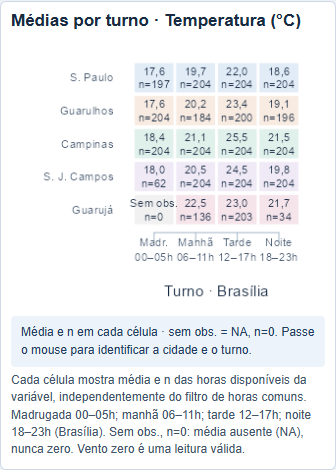 Médias por turno · Temperatura (°C)
S. Paulo 17,6 19,7 22,0 18,6
n=197 n=204 n=204 n=204
Guarulhos 17,6 20,2 23,4 19,1
n=204 n=184 n=200 n=196
Campinas 18,4 21,1 25,5 21,5
n=204 n=204 n=204 n=204
S. J. Campos 18,0 20,5 24,5 19,8
n=62 n=204 n=204 n=204
Guarujá Sem obs. 22,5 23,0 21,7
n=0 n=136 n=203 n=34
Madr. Manhã Tarde Noite
00–05h 06–11h 12–17h 18–23h
Turno · Brasília
Média e n em cada célula · sem obs. = NA, n=0. Passe
o mouse para identificar a cidade e o turno.
Cada célula mostra média e n das horas disponíveis da
variável, independentemente do filtro de horas comuns.
Madrugada 00–05h; manhã 06–11h; tarde 12–17h; noite
18–23h (Brasília). Sem obs., n=0: média ausente (NA),
nunca zero. Vento zero é uma leitura válida.